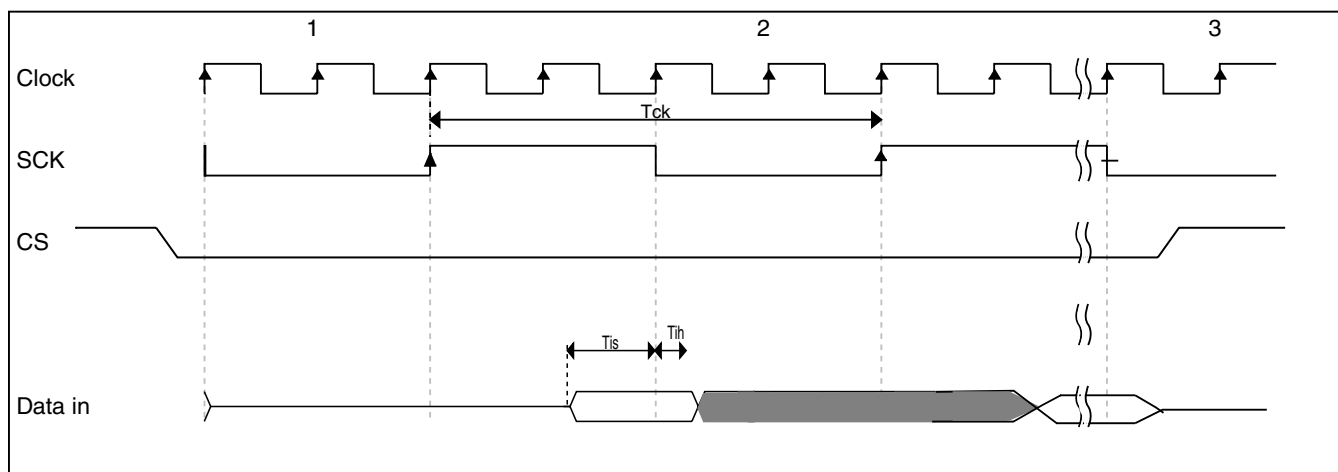 1 2 3
Clock
Tck
SCK
CS
Tis Tih
Data in